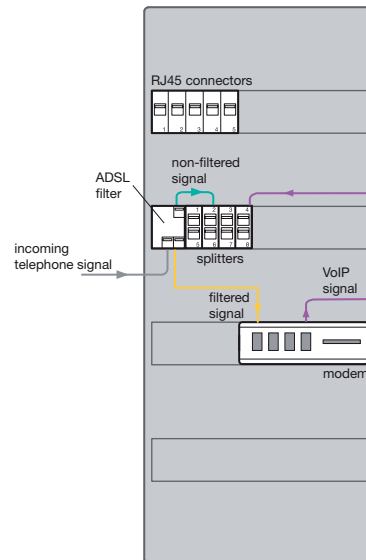 RJ45 connectors
1 2 3 4 5
non-filtered
signal
ADSL
filter
1 2 3 4
5 6 7 8
splitters
incoming
telephone signal
VoIP
signal
filtered
signal
modem